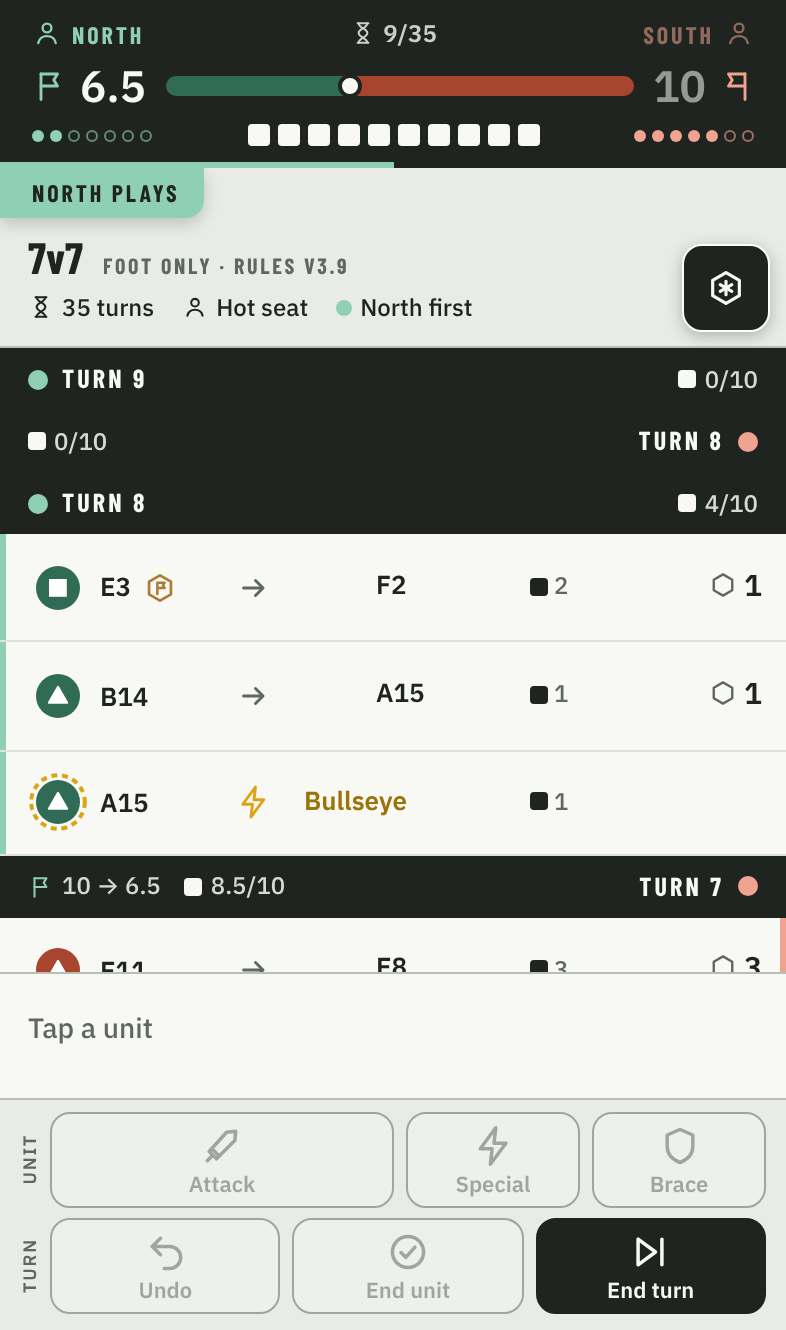 NORTH 9/35 SOUTH
6.5 10
NORTH PLAYS
7v7 FOOT ONLY · RULES V3.9
35 turns Hot seat North first
TURN 9 0/10
0/10 TURN 8
TURN 8 4/10
E3 → F2 2 1
B14 → A15 1 1
A15 Bullseye 1
10 → 6.5 8.5/10 TURN 7
→ 3
Tap a unit
UNIT
Attack Special Brace
TURN
Undo End unit End turn